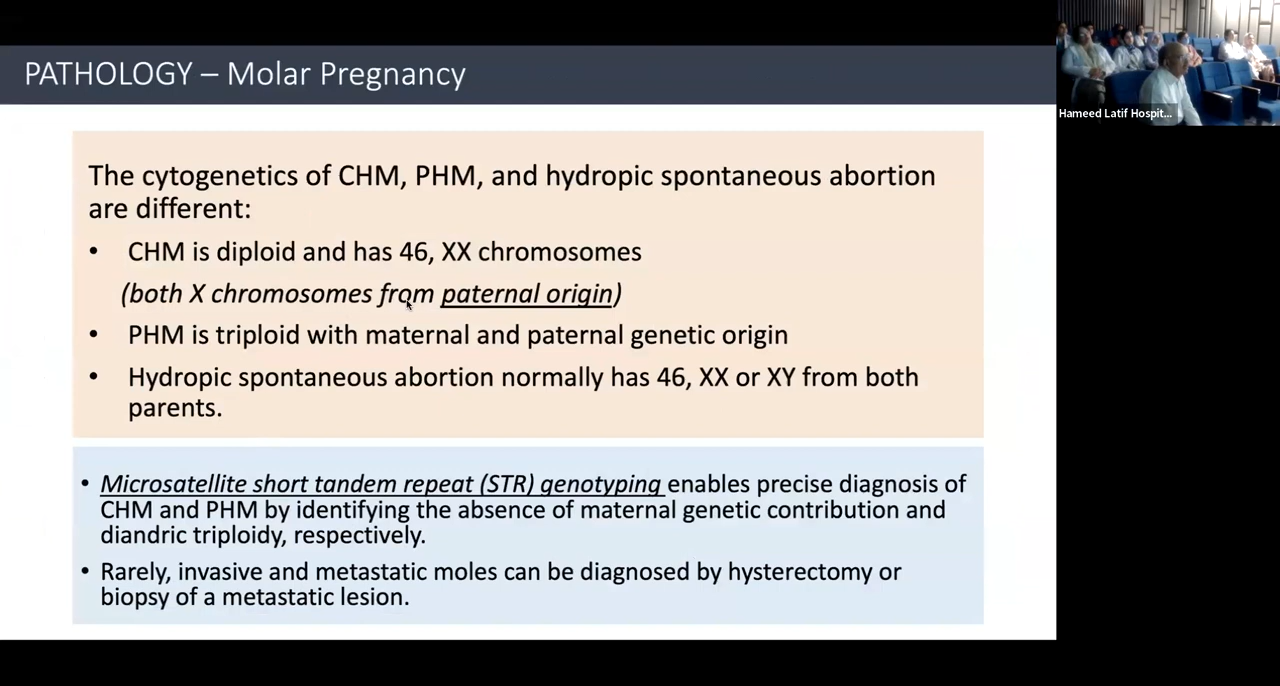 PATHOLOGY – Molar Pregnancy
The cytogenetics of CHM, PHM, and hydropic spontaneous abortion
are different:
• CHM is diploid and has 46, XX chromosomes
(both X chromosomes from paternal origin)
• PHM is triploid with maternal and paternal genetic origin
• Hydropic spontaneous abortion normally has 46, XX or XY from both
parents.
• Microsatellite short tandem repeat (STR) genotyping enables precise diagnosis of
CHM and PHM by identifying the absence of maternal genetic contribution and
diandric triploidy, respectively.
• Rarely, invasive and metastatic moles can be diagnosed by hysterectomy or
biopsy of a metastatic lesion.
Hameed Latif Hospit...